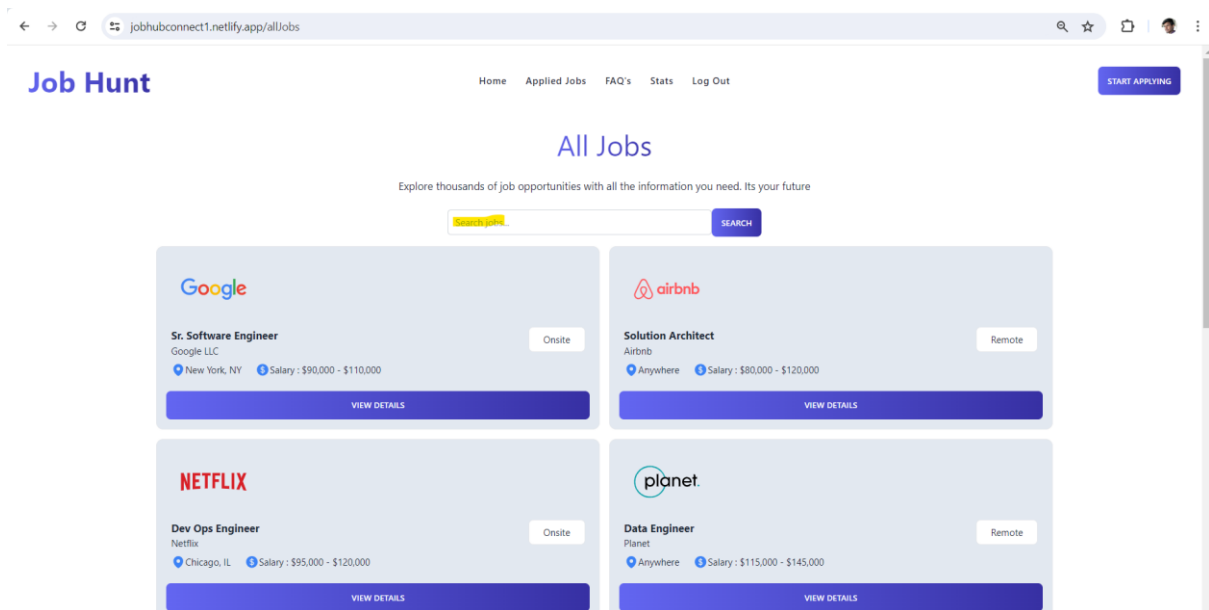 jobhubconnect1.netlify.app/allJobs
Job Hunt
Home Applied Jobs FAQ's Stats Log Out
START APPLYING
All Jobs
Explore thousands of job opportunities with all the information you need. Its your future
Search jobs..
SEARCH
Google
Sr. Software Engineer
Google LLC
Onsite
New York, NY Salary : $90,000 - $110,000
VIEW DETAILS
airbnb
Solution Architect
Airbnb
Remote
Anywhere Salary : $80,000 - $120,000
VIEW DETAILS
NETFLIX
Dev Ops Engineer
Netflix
Onsite
Chicago, IL Salary : $95,000 - $120,000
VIEW DETAILS
planet.
Data Engineer
Planet
Remote
Anywhere Salary : $115,000 - $145,000
VIEW DETAILS